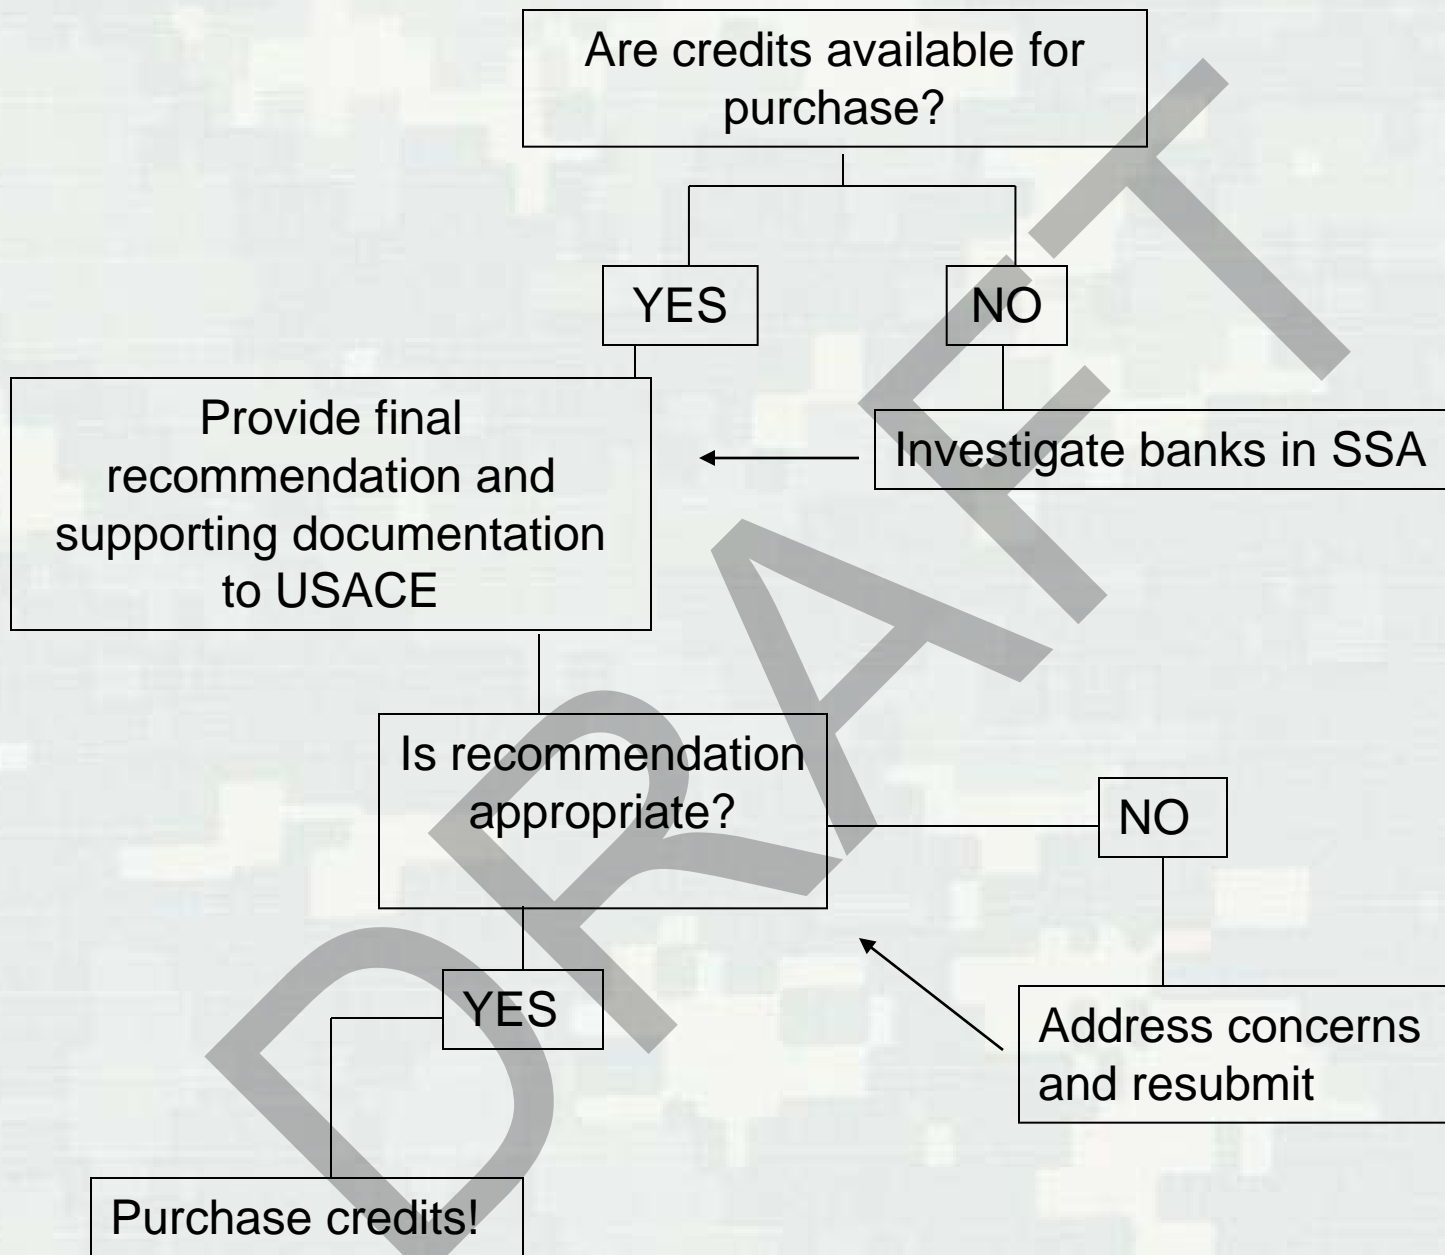 Are credits available for
purchase?
YES
NO
Provide final
recommendation and
supporting documentation
to USACE
Investigate banks in SSA
Is recommendation
appropriate?
NO
YES
Address concerns
and resubmit
Purchase credits!
DRAFT